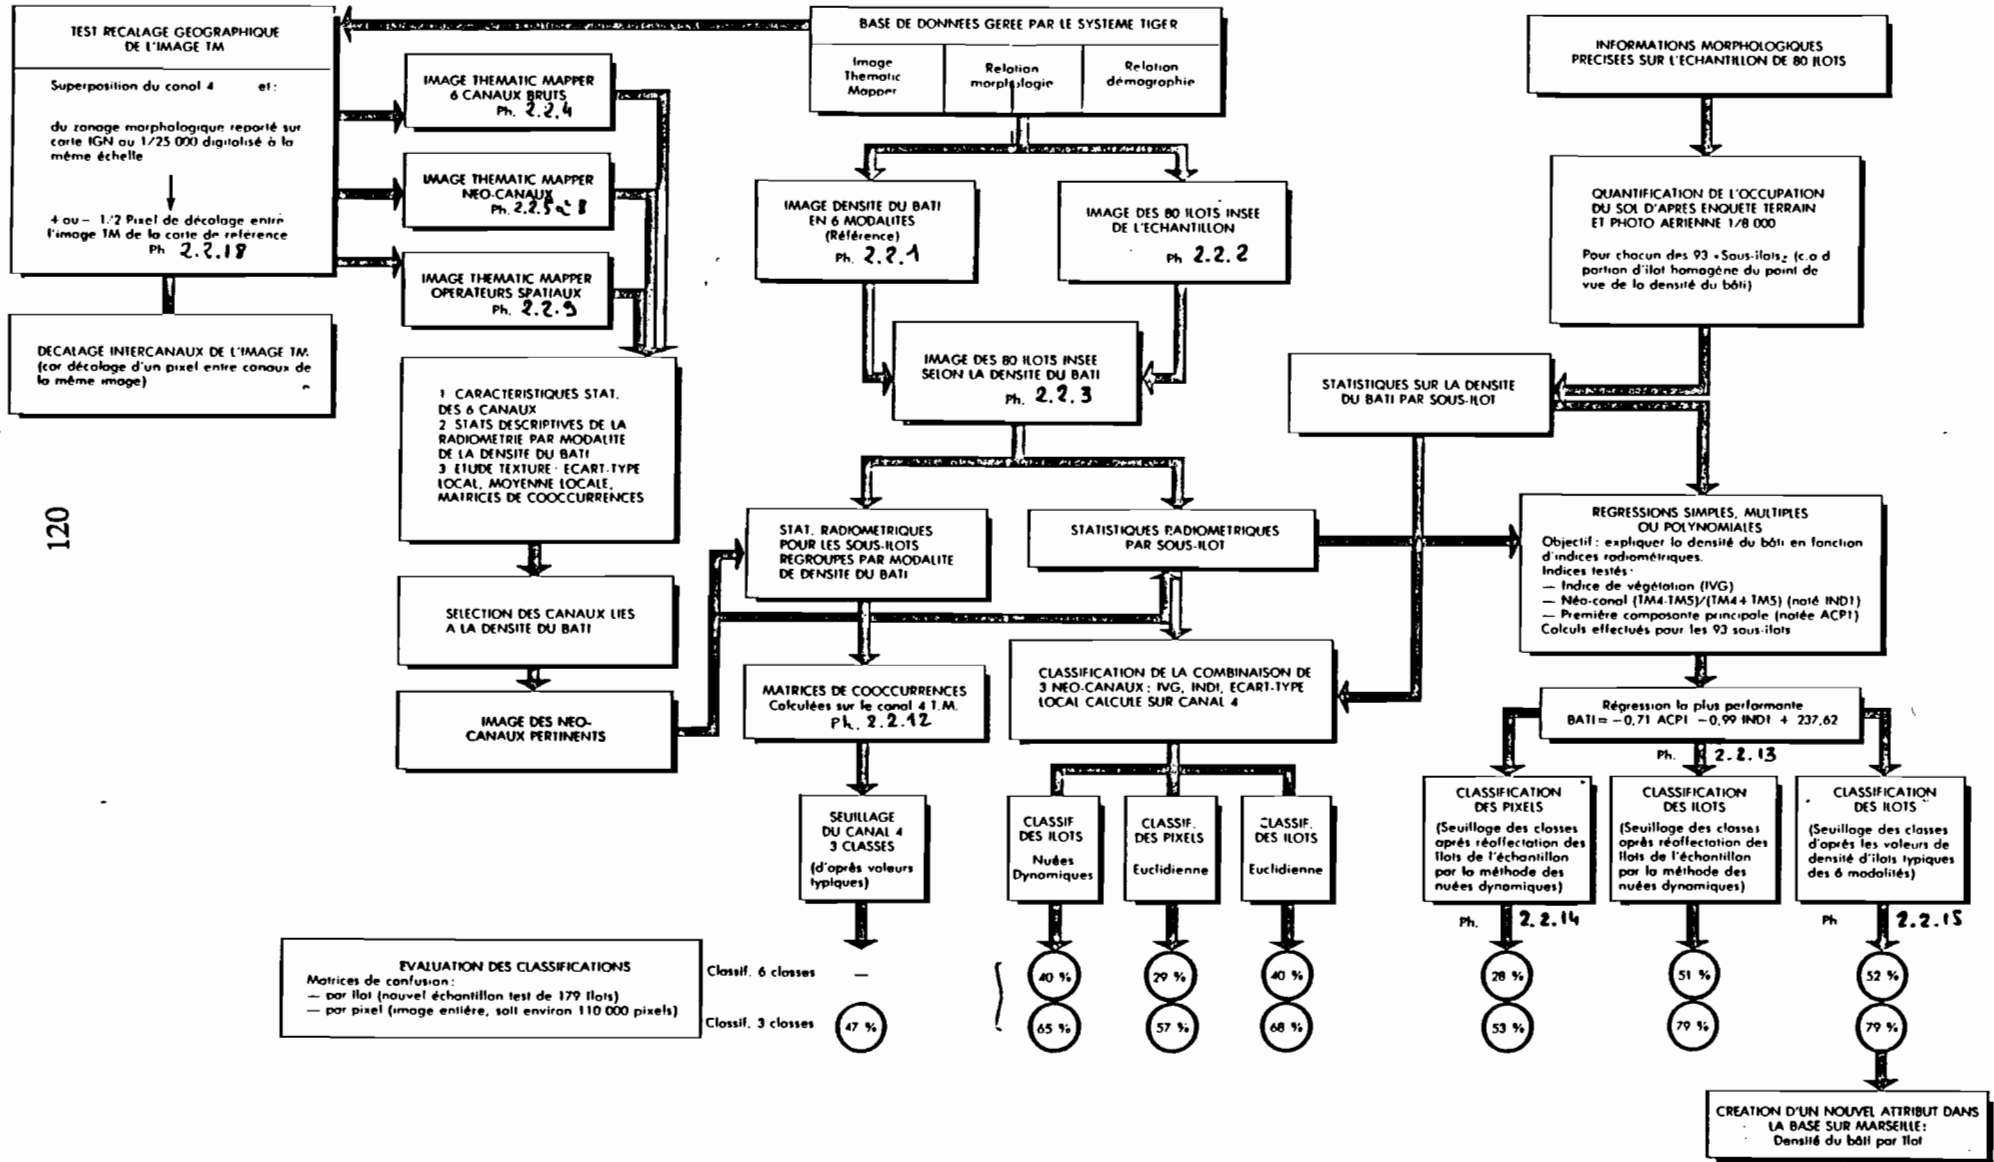 TEST RECALAGE GEOGRAPHIQUE
DE L'IMAGE TM
Superposition du canal 4 et :
du zonage morphologique reporté sur
carte IGN au 1/25 000 digitalisé à la
même échelle
+ ou – 1/2 Pixel de décalage entre
l'image TM de la carte de référence
Ph 2.2.18
DECALAGE INTERCANAUX DE L'IMAGE TM.
(car décalage d'un pixel entre canaux de
la même image)
IMAGE THEMATIC MAPPER
6 CANAUX BRUTS
Ph. 2.2.4
IMAGE THEMATIC MAPPER
NEO-CANAUX
Ph. 2.2.5 à 8
IMAGE THEMATIC MAPPER
OPERATEURS SPATIAUX
Ph. 2.2.9
1 CARACTERISTIQUES STAT.
DES 6 CANAUX
2 STATS DESCRIPTIVES DE LA
RADIOMETRIE PAR MODALITE
DE LA DENSITE DU BATI
3 ETUDE TEXTURE : ECART-TYPE
LOCAL, MOYENNE LOCALE,
MATRICES DE COOCCURRENCES
SELECTION DES CANAUX LIES
A LA DENSITE DU BATI
IMAGE DES NEO-
CANAUX PERTINENTS
BASE DE DONNEES GEREE PAR LE SYSTEME TIGER
Image
Thematic
Mapper
Relation
morphologie
Relation
démographie
IMAGE DENSITE DU BATI
EN 6 MODALITES
(Référence)
Ph. 2.2.1
IMAGE DES 80 ILOTS INSEE
DE L'ECHANTILLON
Ph 2.2.2
IMAGE DES 80 ILOTS INSEE
SELON LA DENSITE DU BATI
Ph. 2.2.3
STAT. RADIOMETRIQUES
POUR LES SOUS-ILOTS
REGROUPES PAR MODALITE
DE DENSITE DU BATI
STATISTIQUES RADIOMETRIQUES
PAR SOUS-ILOT
MATRICES DE COOCCURRENCES
Calculées sur le canal 4 T.M.
Ph. 2.2.12
CLASSIFICATION DE LA COMBINAISON DE
3 NEO-CANAUX : IVG, INDI, ECART-TYPE
LOCAL CALCULE SUR CANAL 4
SEUILLAGE
DU CANAL 4
3 CLASSES
(d'après valeurs
typiques)
CLASSIF
DES ILOTS
Nuées
Dynamiques
CLASSIF.
DES PIXELS
Euclidienne
CLASSIF.
DES ILOTS
Euclidienne
INFORMATIONS MORPHOLOGIQUES
PRECISEES SUR L'ECHANTILLON DE 80 ILOTS
QUANTIFICATION DE L'OCCUPATION
DU SOL D'APRES ENQUETE TERRAIN
ET PHOTO AERIENNE 1/8 000
Pour chacun des 93 «Sous-ilots» (c.a d
portion d'ilot homogène du point de
vue de la densité du bâti)
STATISTIQUES SUR LA DENSITE
DU BATI PAR SOUS-ILOT
REGRESSIONS SIMPLES, MULTIPLES
OU POLYNOMIALES
Objectif : expliquer la densité du bâti en fonction
d'indices radiométriques.
Indices testés :
— Indice de végétation (IVG)
— Néo-canal (TM4-TM5)/(TM4 + TM5) (noté IND1)
— Première composante principale (notée ACP1)
Calculs effectués pour les 93 sous-ilots
Régression la plus performante
BATI = –0,71 ACPI –0,99 INDI + 237,62
Ph. 2.2.13
CLASSIFICATION
DES PIXELS
(Seuillage des classes
après réaffectation des
îlots de l'échantillon
par la méthode des
nuées dynamiques)
Ph. 2.2.14
CLASSIFICATION
DES ILOTS
(Seuillage des classes
après réaffectation des
îlots de l'échantillon
par la méthode des
nuées dynamiques)
CLASSIFICATION
DES ILOTS
(Seuillage des classes
d'après les valeurs de
densité d'ilots typiques
des 6 modalités)
Ph 2.2.15
EVALUATION DES CLASSIFICATIONS
Matrices de confusion :
— par îlot (nouvel échantillon test de 179 îlots)
— par pixel (image entière, soit environ 110 000 pixels)
Classif. 6 classes — 40 % 29 % 40 % 28 % 51 % 52 %
Classif. 3 classes 47 % 65 % 57 % 68 % 53 % 79 % 79 %
CREATION D'UN NOUVEL ATTRIBUT DANS
LA BASE SUR MARSEILLE :
Densité du bâti par îlot
120